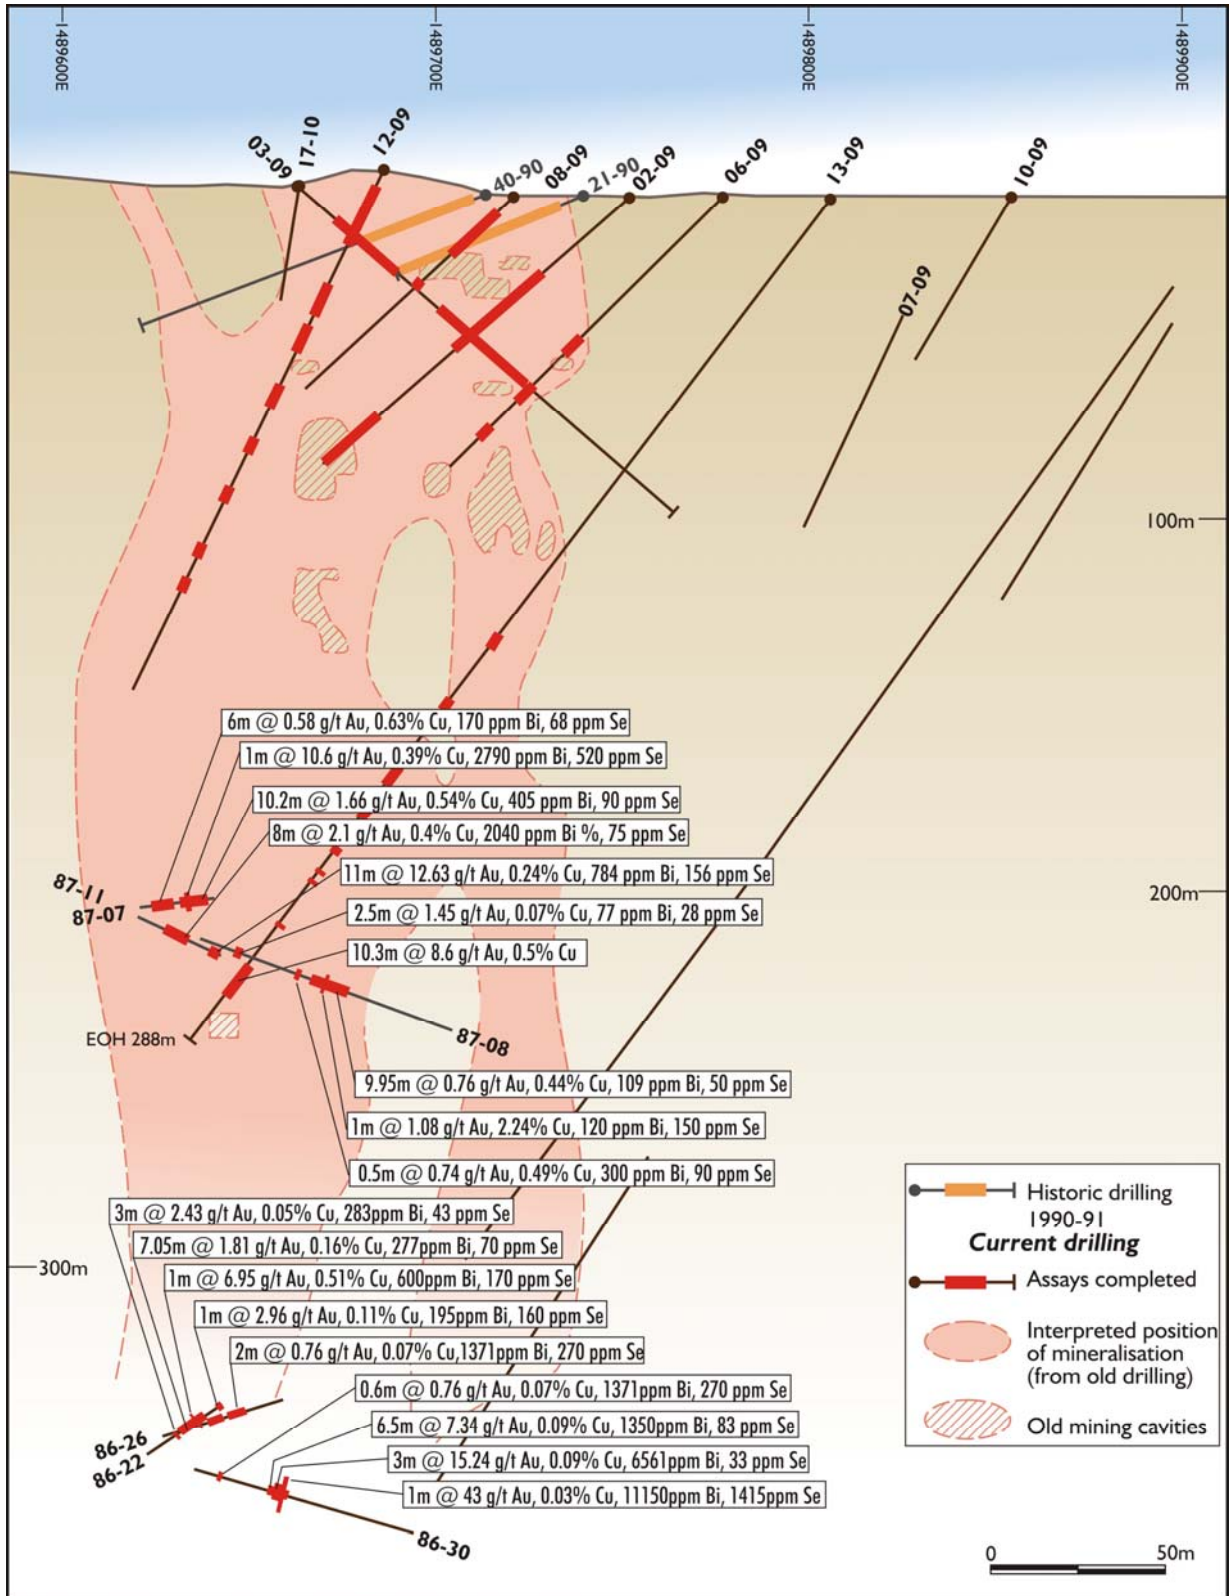 1489600E
1489700E
1489800E
1489900E
03-09
17-10
12-09
40-90
08-09
21-90
02-09
06-09
13-09
10-09
07-09
100m
6m @ 0.58 g/t Au, 0.63% Cu, 170 ppm Bi, 68 ppm Se
1m @ 10.6 g/t Au, 0.39% Cu, 2790 ppm Bi, 520 ppm Se
10.2m @ 1.66 g/t Au, 0.54% Cu, 405 ppm Bi, 90 ppm Se
8m @ 2.1 g/t Au, 0.4% Cu, 2040 ppm Bi %, 75 ppm Se
11m @ 12.63 g/t Au, 0.24% Cu, 784 ppm Bi, 156 ppm Se
87-11
87-07
200m
2.5m @ 1.45 g/t Au, 0.07% Cu, 77 ppm Bi, 28 ppm Se
10.3m @ 8.6 g/t Au, 0.5% Cu
EOH 288m
87-08
9.95m @ 0.76 g/t Au, 0.44% Cu, 109 ppm Bi, 50 ppm Se
1m @ 1.08 g/t Au, 2.24% Cu, 120 ppm Bi, 150 ppm Se
0.5m @ 0.74 g/t Au, 0.49% Cu, 300 ppm Bi, 90 ppm Se
3m @ 2.43 g/t Au, 0.05% Cu, 283ppm Bi, 43 ppm Se
7.05m @ 1.81 g/t Au, 0.16% Cu, 277ppm Bi, 70 ppm Se
300m
1m @ 6.95 g/t Au, 0.51% Cu, 600ppm Bi, 170 ppm Se
1m @ 2.96 g/t Au, 0.11% Cu, 195ppm Bi, 160 ppm Se
2m @ 0.76 g/t Au, 0.07% Cu,1371ppm Bi, 270 ppm Se
0.6m @ 0.76 g/t Au, 0.07% Cu, 1371ppm Bi, 270 ppm Se
6.5m @ 7.34 g/t Au, 0.09% Cu, 1350ppm Bi, 83 ppm Se
3m @ 15.24 g/t Au, 0.09% Cu, 6561ppm Bi, 33 ppm Se
1m @ 43 g/t Au, 0.03% Cu, 11150ppm Bi, 1415ppm Se
86-26
86-22
86-30
Historic drilling
1990-91
Current drilling
Assays completed
Interpreted position
of mineralisation
(from old drilling)
Old mining cavities
0 50m